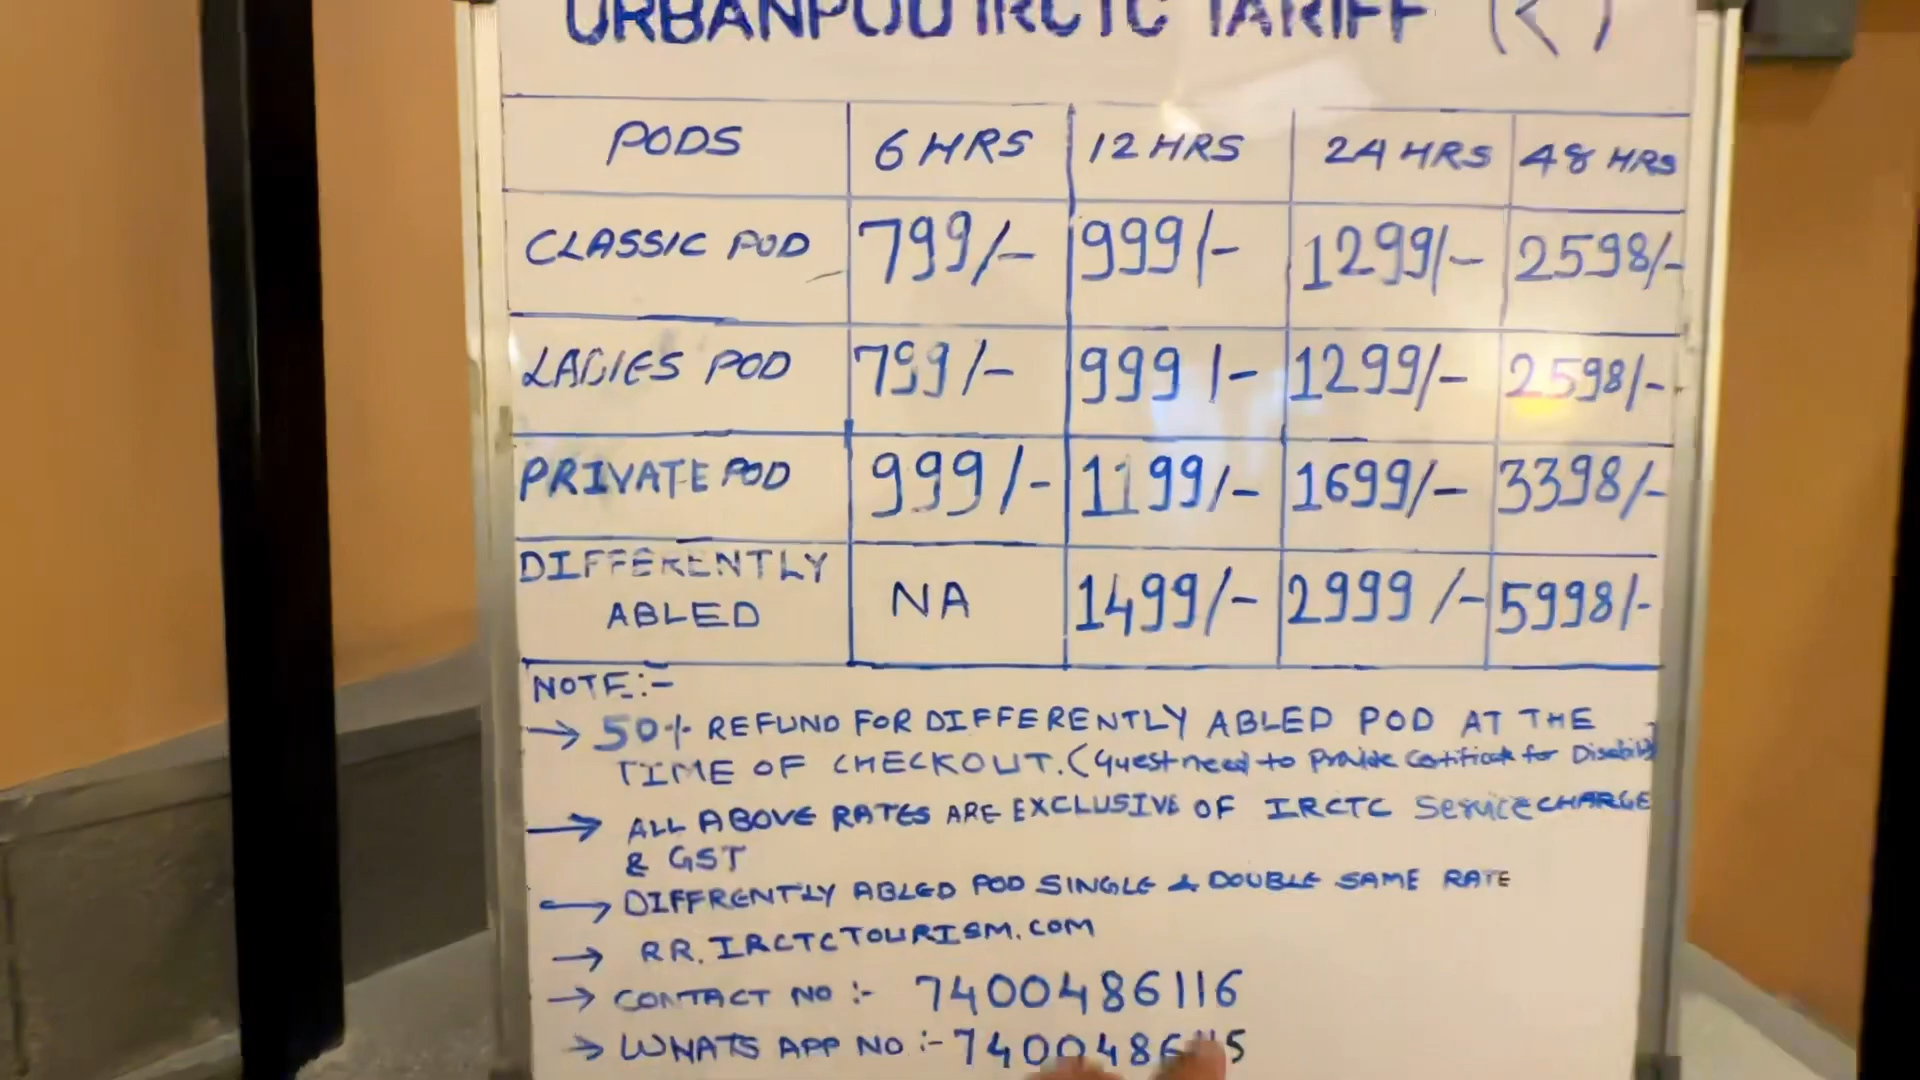 URBANPOD IRCTC TARIFF (₹)
PODS 6 HRS 12 HRS 24 HRS 48 HRS
CLASSIC POD 799/- 999/- 1299/- 2598/-
LADIES POD 799/- 999/- 1299/- 2598/-
PRIVATE POD 999/- 1199/- 1699/- 3398/-
DIFFERENTLY
ABLED NA 1499/- 2999/- 5998/-
NOTE:-
→ 50% REFUND FOR DIFFERENTLY ABLED POD AT THE
TIME OF CHECKOUT. (Guest need to Provide Certificate for
→ ALL ABOVE RATES ARE EXCLUSIVE OF IRCTC Service CHARGE
& GST
→ DIFFRENTLY ABLED POD SINGLE & DOUBLE SAME RATE
→ RR.IRCTCTOURISM.COM
→ CONTACT NO :- 7400486116
→ WHATS APP NO :-